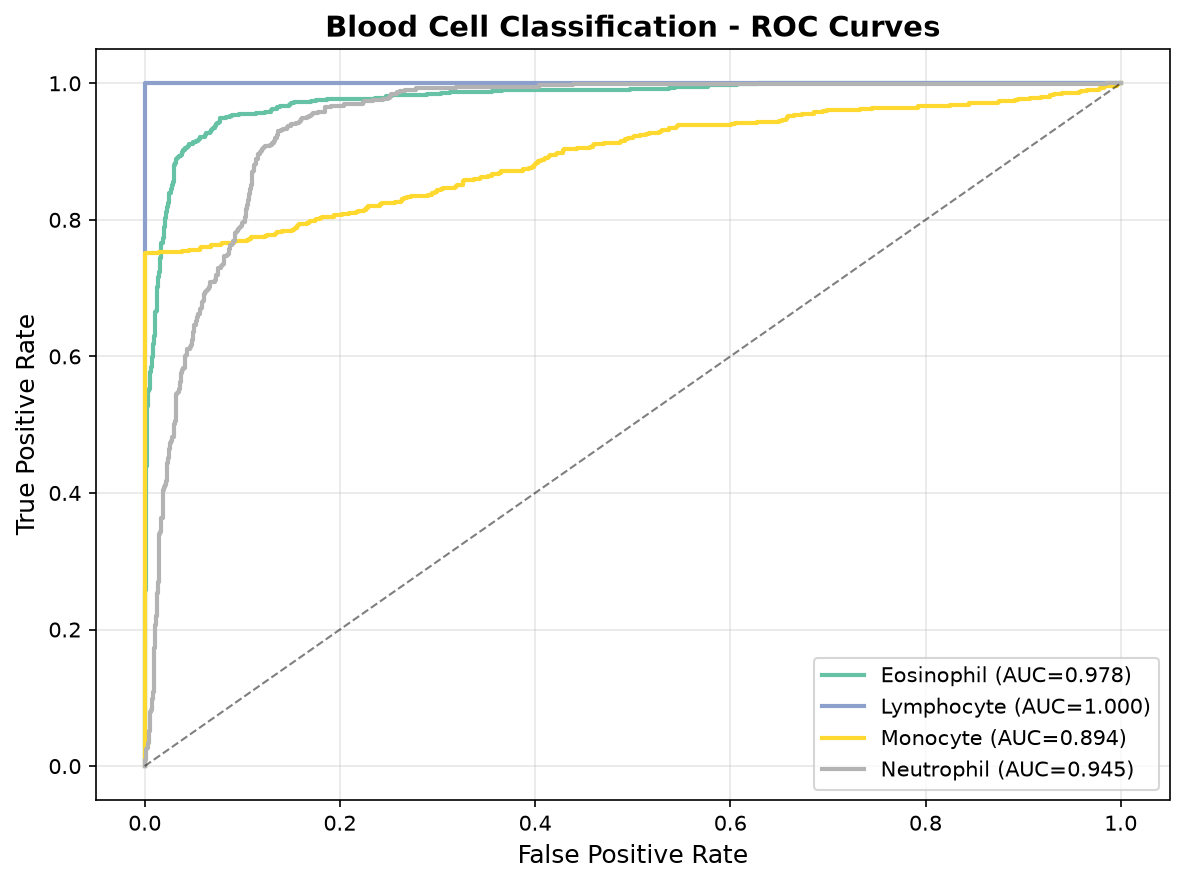 Blood Cell Classification - ROC Curves
True Positive Rate
1.0
0.8
0.6
0.4
0.2
0.0
Eosinophil (AUC=0.978)
Lymphocyte (AUC=1.000)
Monocyte (AUC=0.894)
Neutrophil (AUC=0.945)
0.0 0.2 0.4 0.6 0.8 1.0
False Positive Rate